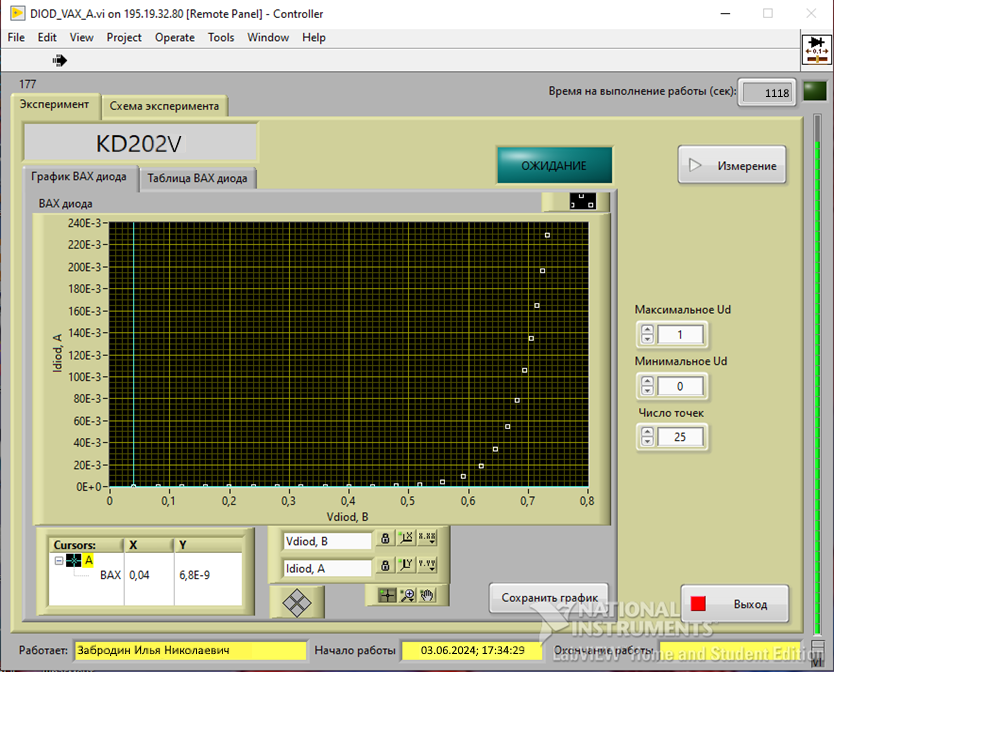 DIOD_VAX_A.vi on 195.19.32.80 [Remote Panel] - Controller
File Edit View Project Operate Tools Window Help
177
Время на выполнение работы (сек): 1118
Эксперимент Схема эксперимента
KD202V
ОЖИДАНИЕ
Измерение
График ВАХ диода Таблица ВАХ диода
ВАХ диода
240E-3
220E-3
200E-3
180E-3
160E-3
140E-3
120E-3
100E-3
80E-3
60E-3
40E-3
20E-3
0E+0
Idiod, A
0 0,1 0,2 0,3 0,4 0,5 0,6 0,7 0,8
Vdiod, В
Максимальное Ud
1
Минимальное Ud
0
Число точек
25
Cursors: X Y
A
ВАХ 0,04 6,8E-9
Vdiod, В
Idiod, A
Сохранить график
Выход
NATIONAL
INSTRUMENTS
LabVIEW Home and Student Edition
Работает: Забродин Илья Николаевич Начало работы 03.06.2024; 17:34:29 Окончание работы